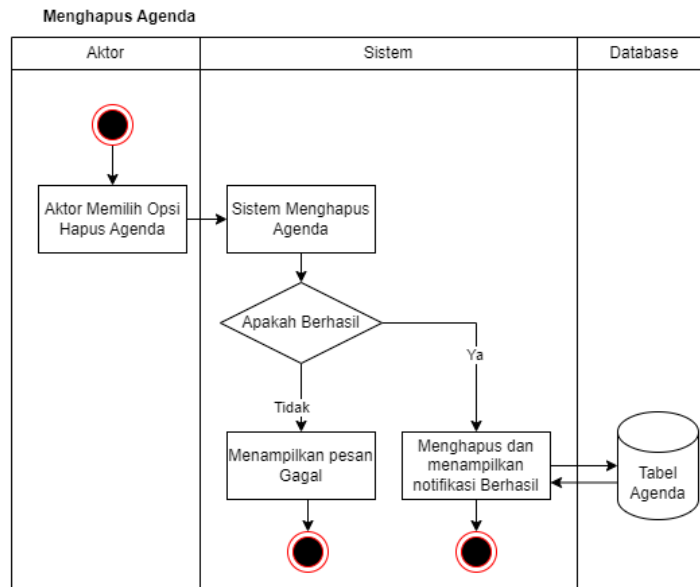 Menghapus Agenda
Aktor
Sistem
Database
Aktor Memilih Opsi
Hapus Agenda
Sistem Menghapus
Agenda
Apakah Berhasil
Ya
Tidak
Menampilkan pesan
Gagal
Menghapus dan
menampilkan
notifikasi Berhasil
Tabel
Agenda